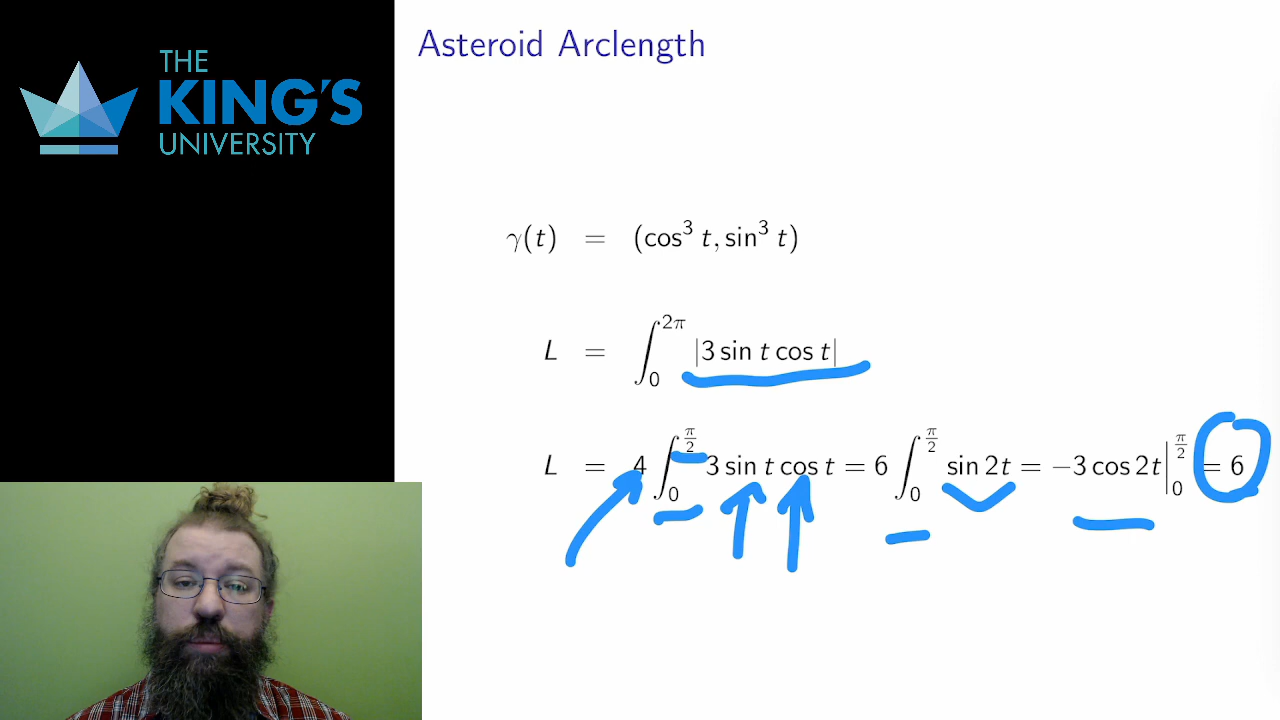 THE
KING'S
UNIVERSITY
Asteroid Arclength
γ(t) = (cos³ t, sin³ t)
L = ∫₀^{2π} |3 sin t cos t|
L = 4 ∫₀^{π/2} 3 sin t cos t = 6 ∫₀^{π/2} sin 2t = −3 cos 2t |₀^{π/2} = 6